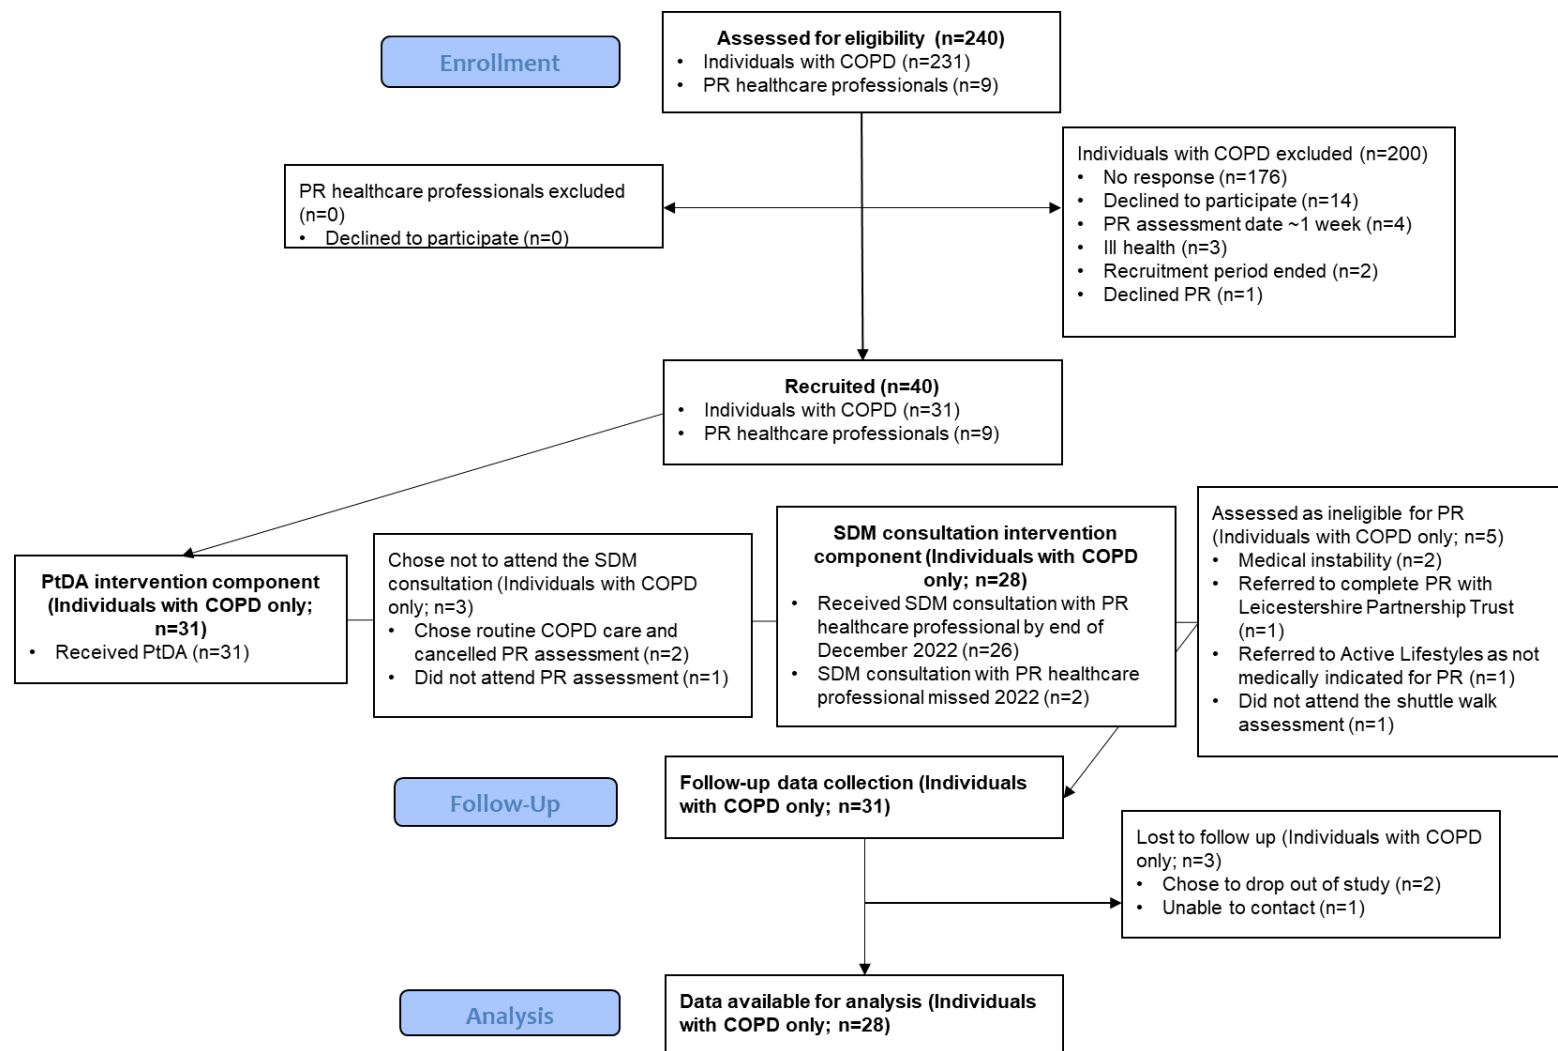 Enrollment
Assessed for eligibility (n=240)
• Individuals with COPD (n=231)
• PR healthcare professionals (n=9)
PR healthcare professionals excluded
(n=0)
• Declined to participate (n=0)
Individuals with COPD excluded (n=200)
• No response (n=176)
• Declined to participate (n=14)
• PR assessment date ~1 week (n=4)
• Ill health (n=3)
• Recruitment period ended (n=2)
• Declined PR (n=1)
Recruited (n=40)
• Individuals with COPD (n=31)
• PR healthcare professionals (n=9)
PtDA intervention component
(Individuals with COPD only;
n=31)
• Received PtDA (n=31)
Chose not to attend the SDM
consultation (Individuals with COPD
only; n=3)
• Chose routine COPD care and
cancelled PR assessment (n=2)
• Did not attend PR assessment (n=1)
SDM consultation intervention
component (Individuals with COPD
only; n=28)
• Received SDM consultation with PR
healthcare professional by end of
December 2022 (n=26)
• SDM consultation with PR healthcare
professional missed 2022 (n=2)
Assessed as ineligible for PR
(Individuals with COPD only; n=5)
• Medical instability (n=2)
• Referred to complete PR with
Leicestershire Partnership Trust
(n=1)
• Referred to Active Lifestyles as not
medically indicated for PR (n=1)
• Did not attend the shuttle walk
assessment (n=1)
Follow-Up
Follow-up data collection (Individuals
with COPD only; n=31)
Lost to follow up (Individuals with COPD
only; n=3)
• Chose to drop out of study (n=2)
• Unable to contact (n=1)
Analysis
Data available for analysis (Individuals
with COPD only; n=28)